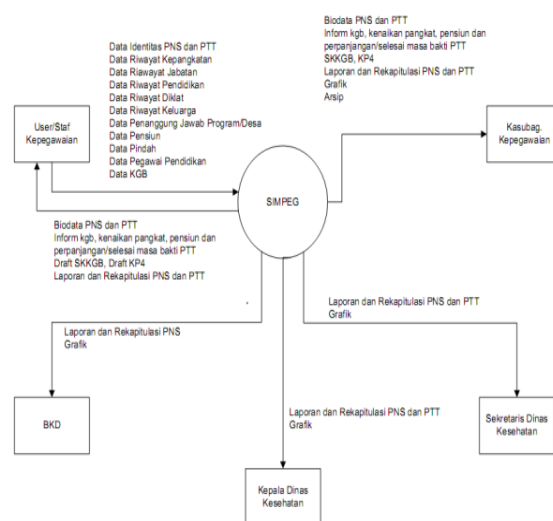 Biodata PNS dan PTT
Inform kgb, kenaikan pangkat, pensiun dan
perpanjangan/selesai masa bakti PTT
SKKGB, KP4
Laporan dan Rekapitulasi PNS dan PTT
Grafik
Arsip
Data Identitas PNS dan PTT
Data Riwayat Kepangkatan
Data Riawayat Jabatan
Data Riwayat Pendidikan
Data Riwayat Diklat
Data Riwayat Keluarga
Data Penanggung Jawab Program/Desa
Data Pensiun
Data Pindah
Data Pegawai Pendidikan
Data KGB
User/Staf
Kepegawaian
Kasubag.
Kepegawaian
SIMPEG
Biodata PNS dan PTT
Inform kgb, kenaikan pangkat, pensiun dan
perpanjangan/selesai masa bakti PTT
Draft SKKGB, Draft KP4
Laporan dan Rekapitulasi PNS dan PTT
Laporan dan Rekapitulasi PNS dan PTT
Grafik
Laporan dan Rekapitulasi PNS
Grafik
Laporan dan Rekapitulasi PNS dan PTT
Grafik
BKD
Sekretaris Dinas
Kesehatan
Kepala Dinas
Kesehatan